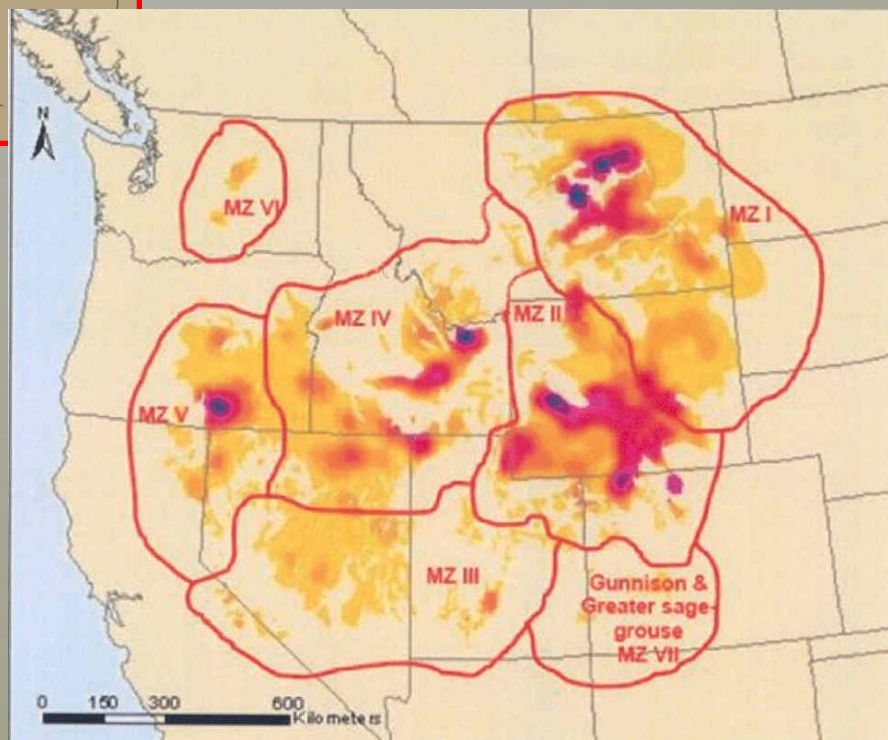 N
MZ VI
MZ I
MZ IV
MZ II
MZ V
MZ III
Gunnison &
Greater sage-
grouse
MZ VII
0 150 300 600
Kilometers